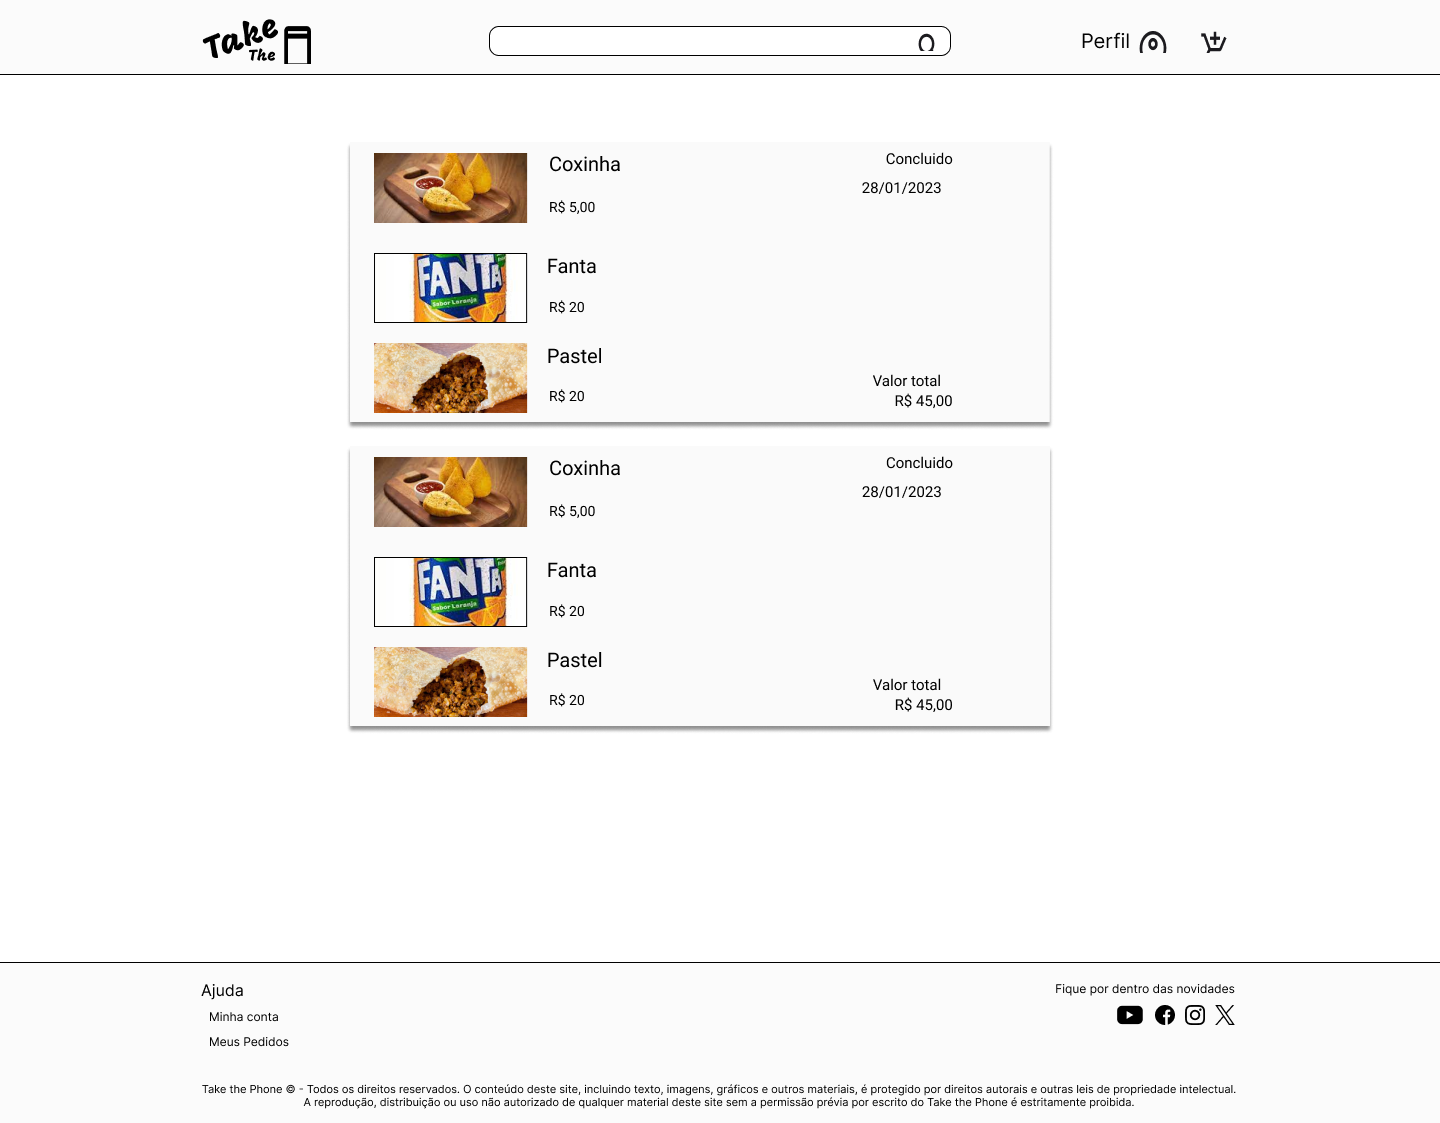 Take
The
Perfil
Coxinha
Concluido
28/01/2023
R$ 5,00
FANTA
Sabor Laranja
Fanta
R$ 20
Pastel
R$ 20
Valor total
R$ 45,00
Coxinha
Concluido
28/01/2023
R$ 5,00
FANTA
Sabor Laranja
Fanta
R$ 20
Pastel
R$ 20
Valor total
R$ 45,00
Ajuda
Minha conta
Meus Pedidos
Fique por dentro das novidades
Take the Phone © - Todos os direitos reservados. O conteúdo deste site, incluindo texto, imagens, gráficos e outros materiais, é protegido por direitos autorais e outras leis de propriedade intelectual.
A reprodução, distribuição ou uso não autorizado de qualquer material deste site sem a permissão prévia por escrito do Take the Phone é estritamente proibida.